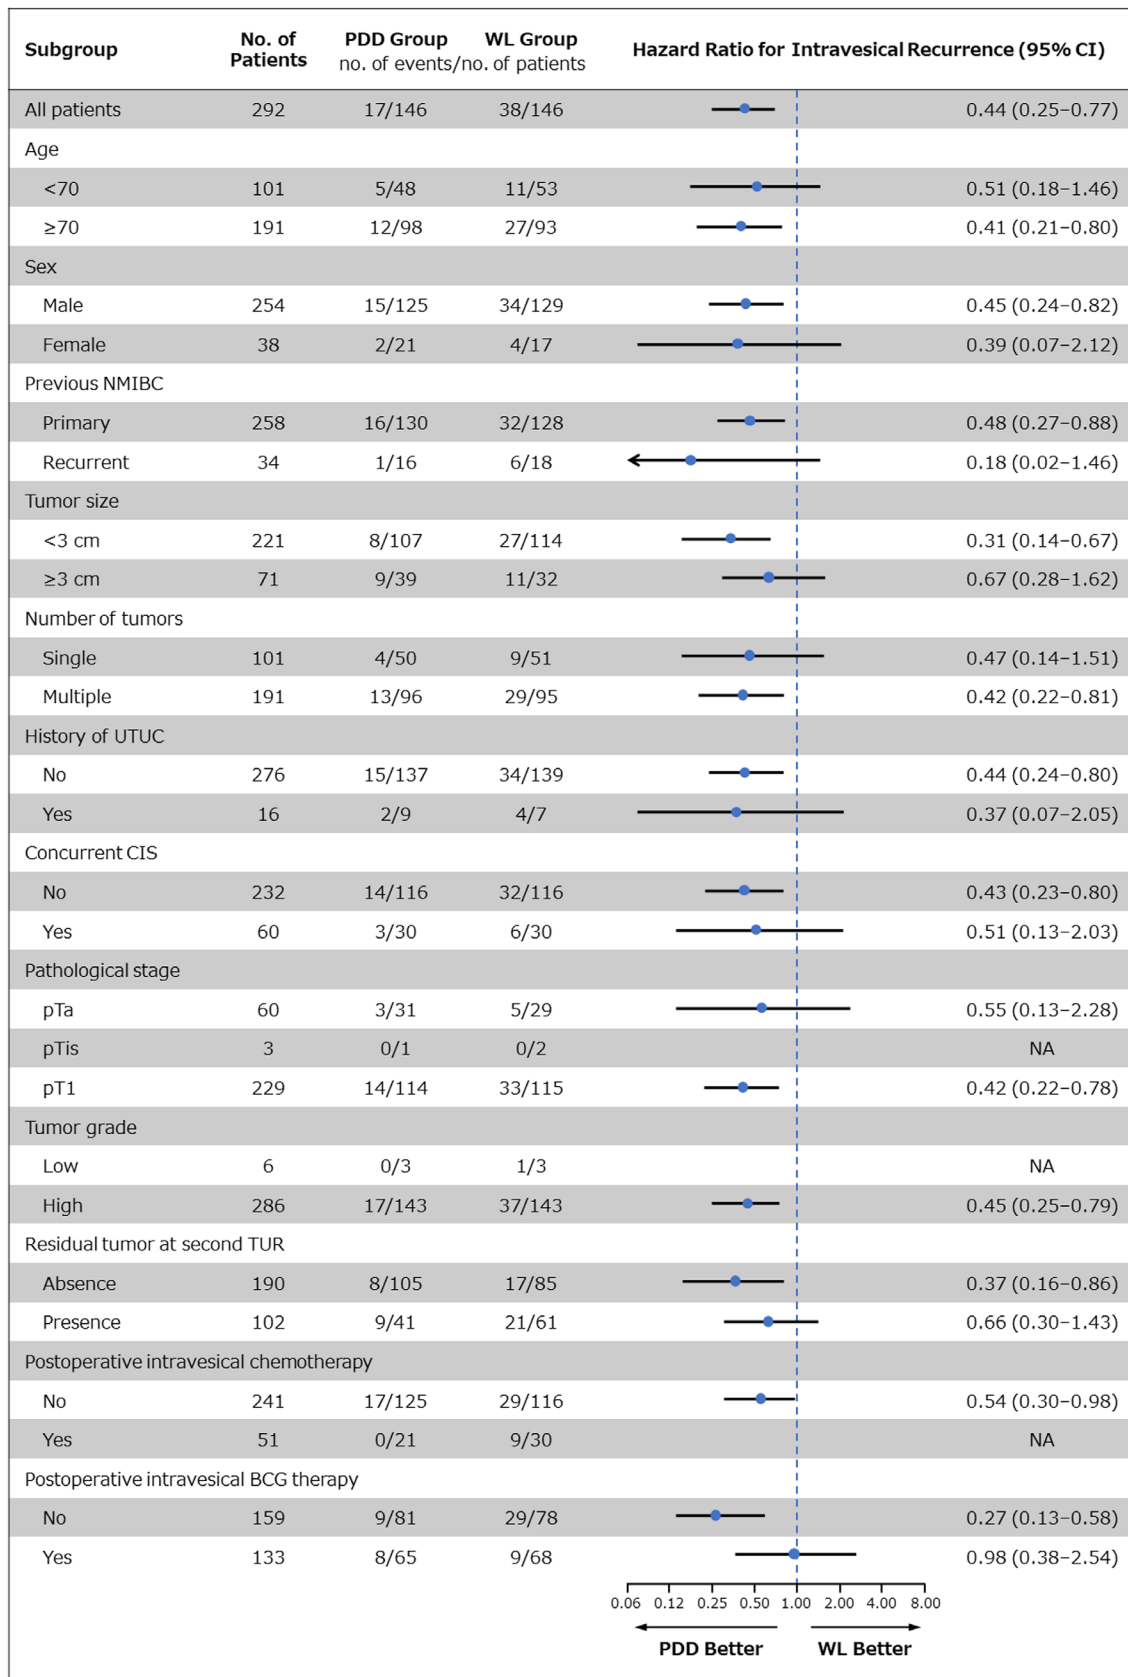 Subgroup No. of Patients PDD Group WL Group Hazard Ratio for Intravesical Recurrence (95% CI)
no. of events/no. of patients
All patients 292 17/146 38/146 0.44 (0.25–0.77)
Age
<70 101 5/48 11/53 0.51 (0.18–1.46)
≥70 191 12/98 27/93 0.41 (0.21–0.80)
Sex
Male 254 15/125 34/129 0.45 (0.24–0.82)
Female 38 2/21 4/17 0.39 (0.07–2.12)
Previous NMIBC
Primary 258 16/130 32/128 0.48 (0.27–0.88)
Recurrent 34 1/16 6/18 0.18 (0.02–1.46)
Tumor size
<3 cm 221 8/107 27/114 0.31 (0.14–0.67)
≥3 cm 71 9/39 11/32 0.67 (0.28–1.62)
Number of tumors
Single 101 4/50 9/51 0.47 (0.14–1.51)
Multiple 191 13/96 29/95 0.42 (0.22–0.81)
History of UTUC
No 276 15/137 34/139 0.44 (0.24–0.80)
Yes 16 2/9 4/7 0.37 (0.07–2.05)
Concurrent CIS
No 232 14/116 32/116 0.43 (0.23–0.80)
Yes 60 3/30 6/30 0.51 (0.13–2.03)
Pathological stage
pTa 60 3/31 5/29 0.55 (0.13–2.28)
pTis 3 0/1 0/2 NA
pT1 229 14/114 33/115 0.42 (0.22–0.78)
Tumor grade
Low 6 0/3 1/3 NA
High 286 17/143 37/143 0.45 (0.25–0.79)
Residual tumor at second TUR
Absence 190 8/105 17/85 0.37 (0.16–0.86)
Presence 102 9/41 21/61 0.66 (0.30–1.43)
Postoperative intravesical chemotherapy
No 241 17/125 29/116 0.54 (0.30–0.98)
Yes 51 0/21 9/30 NA
Postoperative intravesical BCG therapy
No 159 9/81 29/78 0.27 (0.13–0.58)
Yes 133 8/65 9/68 0.98 (0.38–2.54)
0.06 0.12 0.25 0.50 1.00 2.00 4.00 8.00
PDD Better WL Better